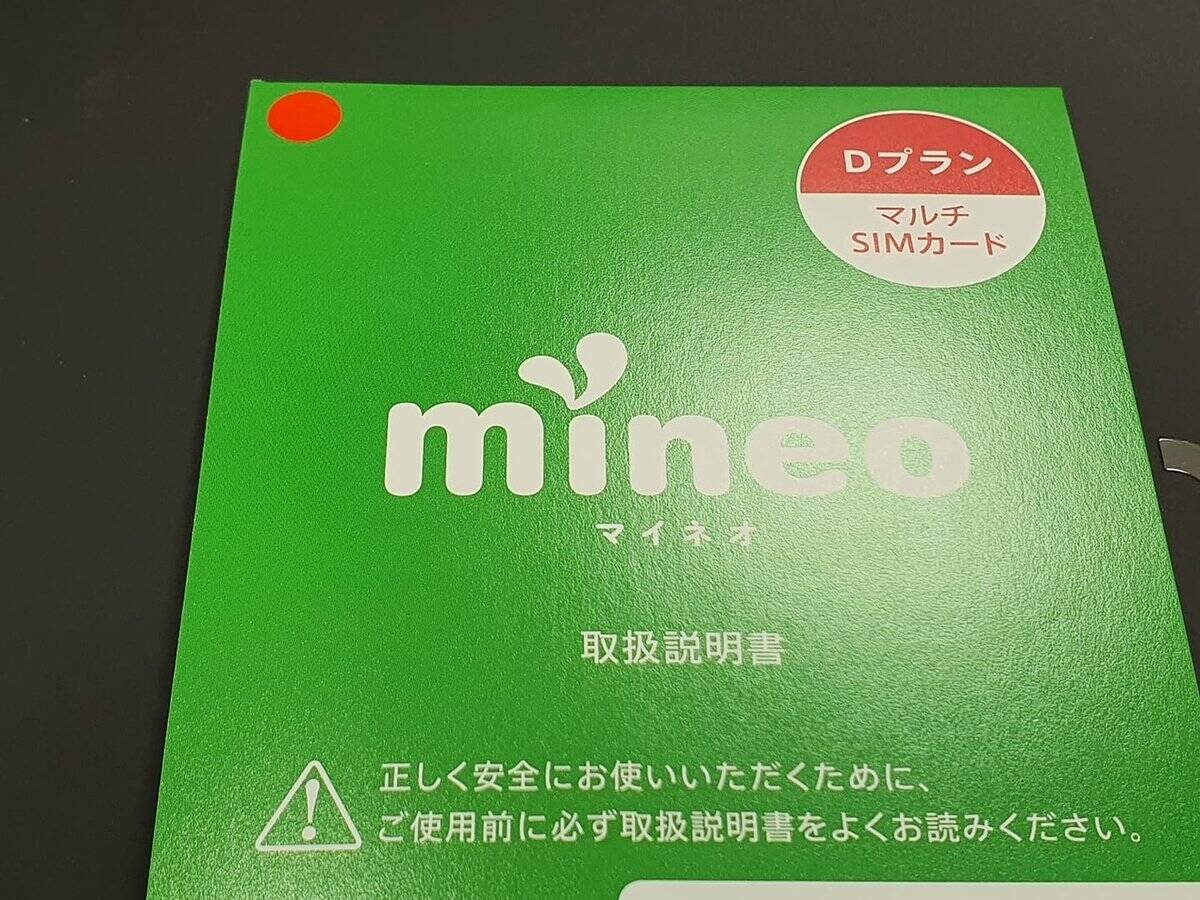 Dプラン
マルチ
SIMカード
mineo
マイネオ
取扱説明書
正しく安全にお使いいただくために、
ご使用前に必ず取扱説明書をよくお読みください。